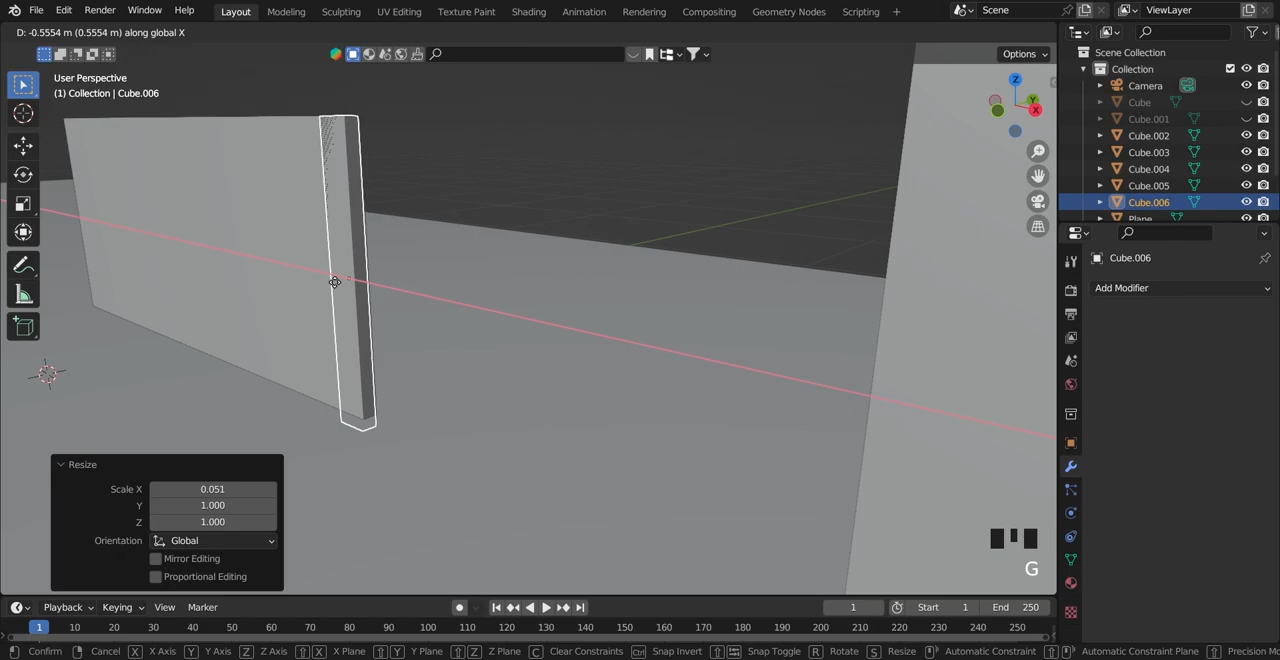 File Edit Render Window Help Layout Modeling Sculpting UV Editing Texture Paint Shading Animation Rendering Compositing Geometry Nodes Scripting + Scene ViewLayer
D: -0.5554 m (0.5554 m) along global X
Options
User Perspective
(1) Collection | Cube.006
Z
Y
X
Scene Collection
Collection
Camera
Cube
Cube.001
Cube.002
Cube.003
Cube.004
Cube.005
Cube.006
Plane
Cube.006
Add Modifier
Resize
Scale X 0.051
Y 1.000
Z 1.000
Orientation Global
Mirror Editing
Proportional Editing
G
Playback Keying View Marker 1 Start 1 End 250
1 10 20 30 40 50 60 70 80 90 100 110 120 130 140 150 160 170 180 190 200 210 220 230 240 250
Confirm Cancel X X Axis Y Y Axis Z Z Axis X X Plane Y Y Plane Z Z Plane C Clear Constraints Ctrl Snap Invert Snap Toggle R Rotate S Resize Automatic Constraint Automatic Constraint Plane Precision Mo